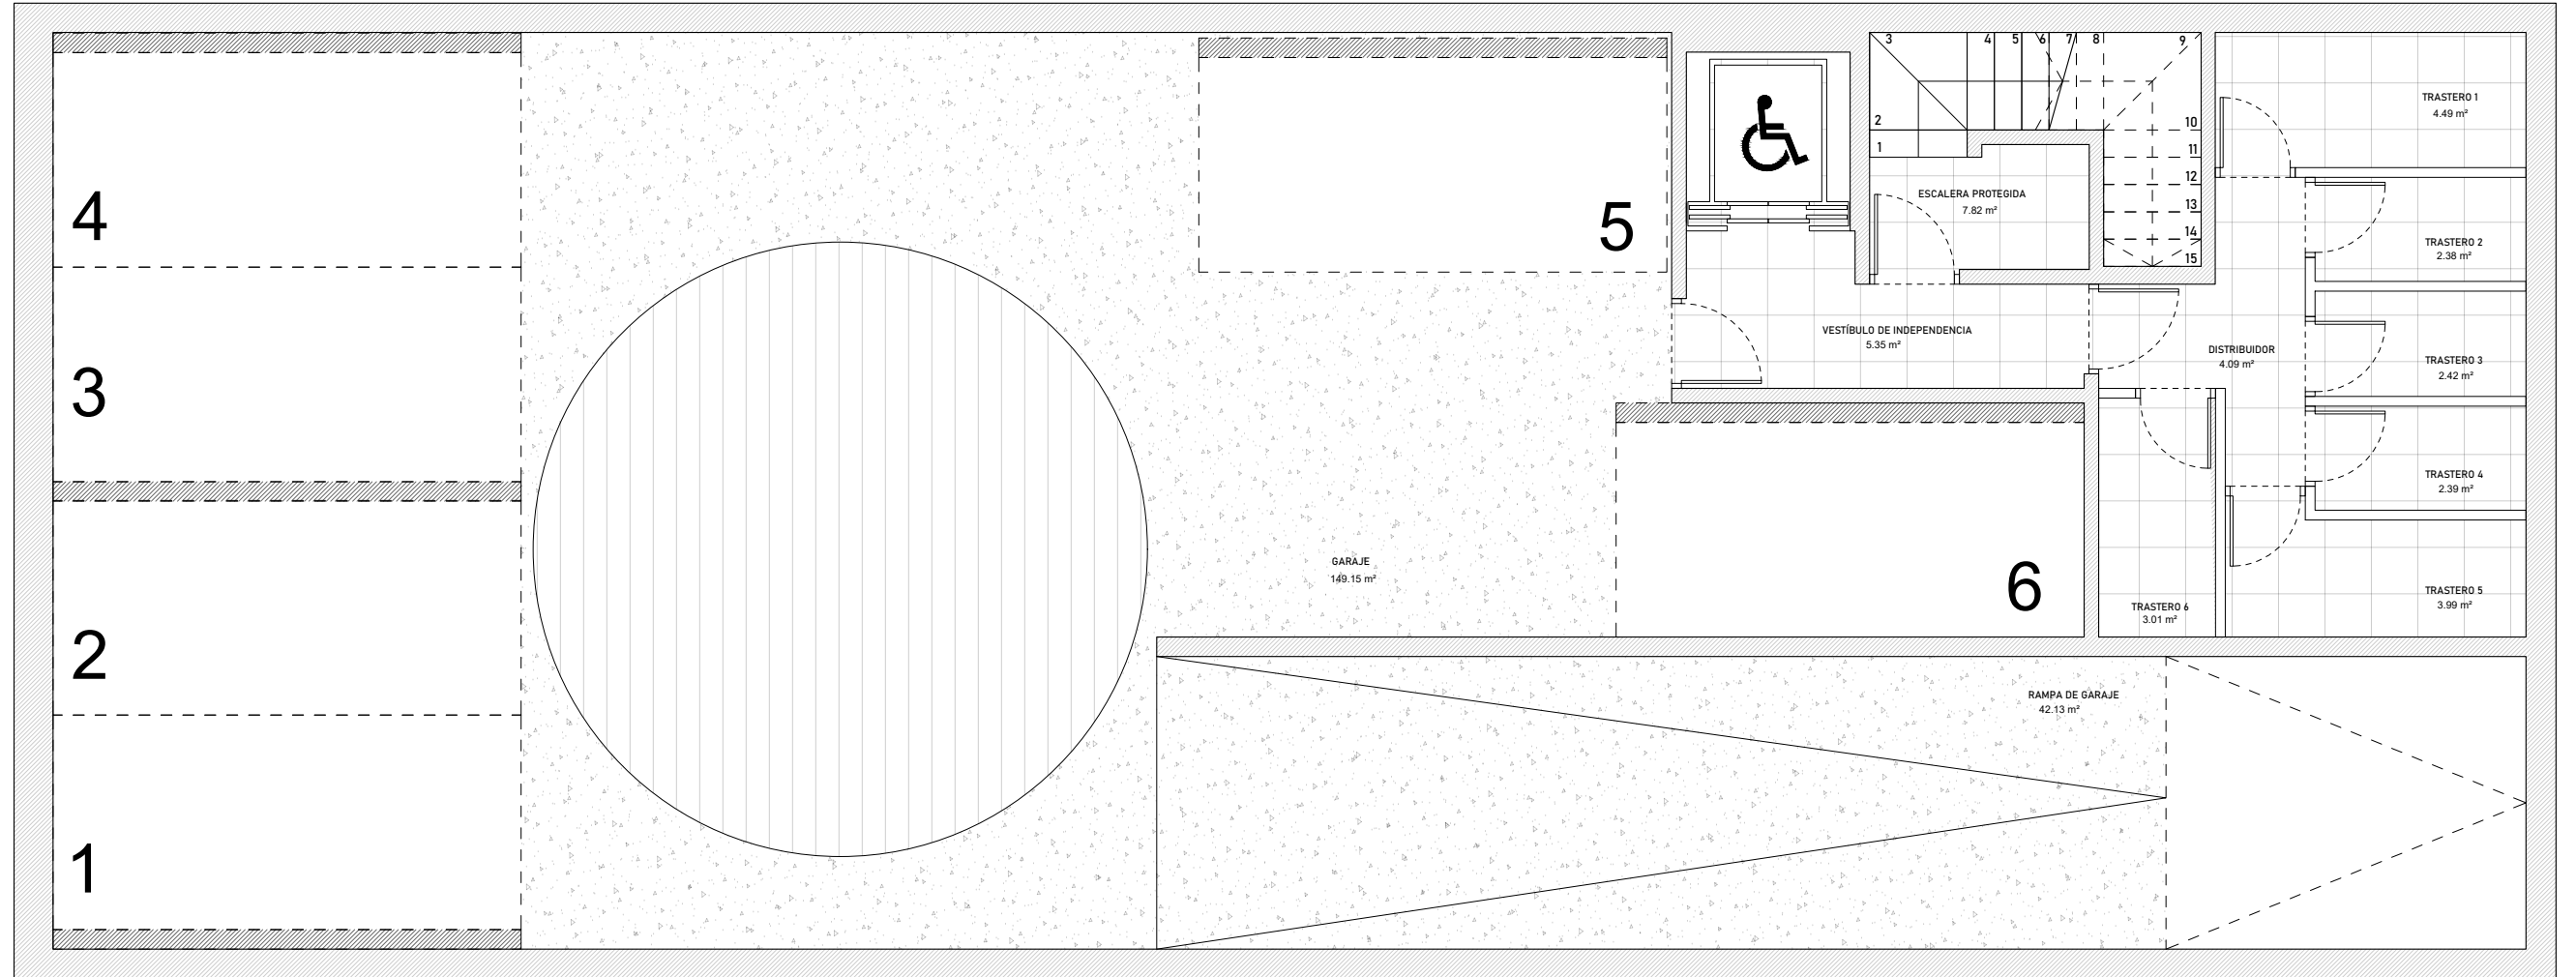 3
4
5
6
7
8
9
2
10
1
11
12
13
14
15
TRASTERO 1
4.49 m²
ESCALERA PROTEGIDA
7.82 m²
4
5
TRASTERO 2
2.38 m²
VESTÍBULO DE INDEPENDENCIA
5.35 m²
DISTRIBUIDOR
4.09 m²
TRASTERO 3
2.42 m²
3
TRASTERO 4
2.39 m²
GARAJE
149.15 m²
6
TRASTERO 5
3.99 m²
TRASTERO 6
3.01 m²
2
RAMPA DE GARAJE
42.13 m²
1